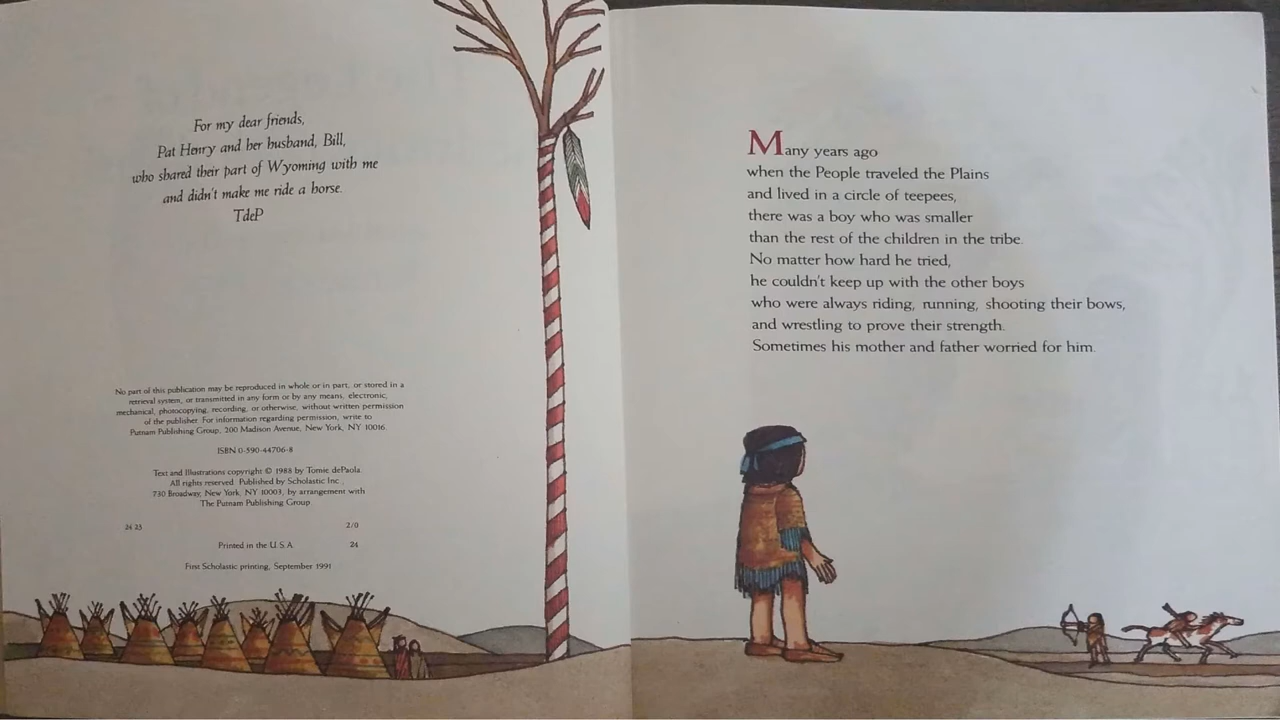 For my dear friends,
Pat Henry and her husband, Bill,
who shared their part of Wyoming with me
and didn't make me ride a horse.
TdeP
No part of this publication may be reproduced in whole or in part, or stored in a
retrieval system, or transmitted in any form or by any means, electronic,
mechanical, photocopying, recording, or otherwise, without written permission
of the publisher. For information regarding permission, write to
Putnam Publishing Group, 200 Madison Avenue, New York, NY 10016.
ISBN 0-590-44706-8
Text and Illustrations copyright © 1988 by Tomie dePaola.
All rights reserved. Published by Scholastic Inc.,
730 Broadway, New York, NY 10003, by arrangement with
The Putnam Publishing Group.
25 2/0
Printed in the U.S.A. 24
First Scholastic printing, September 1991
Many years ago
when the People traveled the Plains
and lived in a circle of teepees,
there was a boy who was smaller
than the rest of the children in the tribe.
No matter how hard he tried,
he couldn't keep up with the other boys
who were always riding, running, shooting their bows,
and wrestling to prove their strength.
Sometimes his mother and father worried for him.